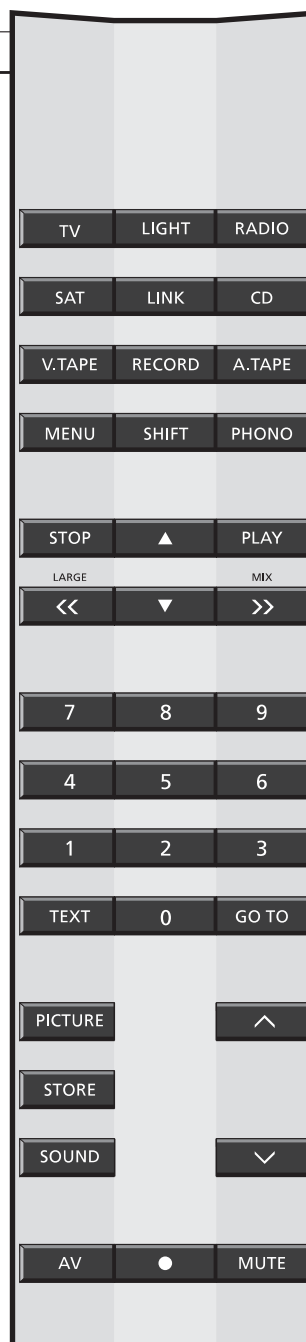 TV LIGHT RADIO
SAT LINK CD
V.TAPE RECORD A.TAPE
MENU SHIFT PHONO
STOP ▲ PLAY
LARGE MIX
<< ▼ >>
7 8 9
4 5 6
1 2 3
TEXT 0 GO TO
PICTURE
STORE
SOUND
AV ● MUTE